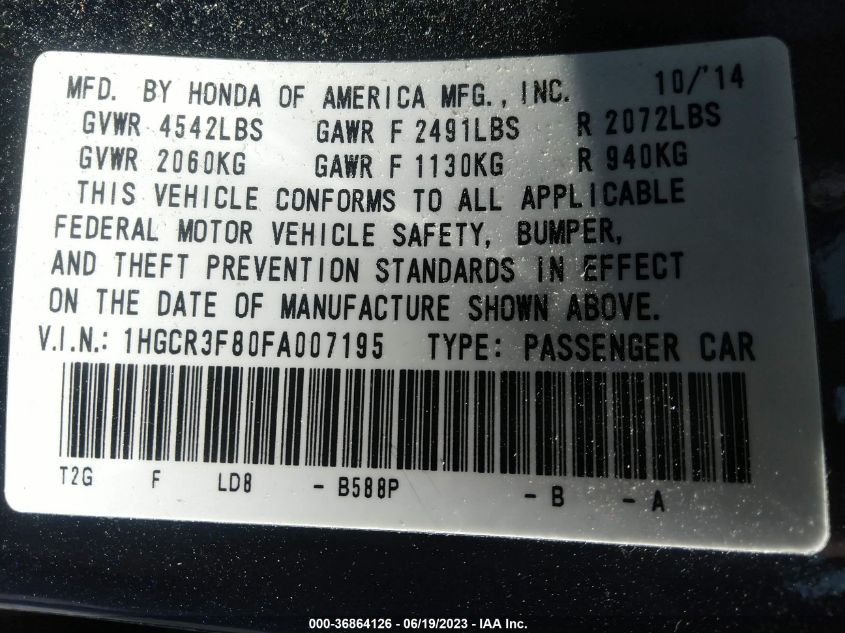 MFD. BY HONDA OF AMERICA MFG., INC. 10/'14
GVWR 4542LBS GAWR F 2491LBS R 2072LBS
GVWR 2060KG GAWR F 1130KG R 940KG
THIS VEHICLE CONFORMS TO ALL APPLICABLE
FEDERAL MOTOR VEHICLE SAFETY, BUMPER,
AND THEFT PREVENTION STANDARDS IN EFFECT
ON THE DATE OF MANUFACTURE SHOWN ABOVE.
V.I.N.: 1HGCR3F80FA007195 TYPE: PASSENGER CAR
T2G F LD8 - B588P - B - A
000-36864126 - 06/19/2023 - IAA Inc.